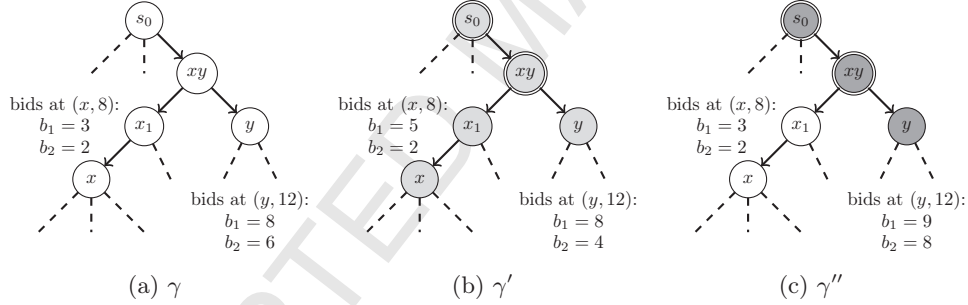 s₀
xy
x₁
y
x
bids at (x, 8):
b₁ = 3
b₂ = 2
bids at (y, 12):
b₁ = 8
b₂ = 6
(a) γ
s₀
xy
x₁
y
x
bids at (x, 8):
b₁ = 5
b₂ = 2
bids at (y, 12):
b₁ = 8
b₂ = 4
(b) γ′
s₀
xy
x₁
y
x
bids at (x, 8):
b₁ = 3
b₂ = 2
bids at (y, 12):
b₁ = 9
b₂ = 8
(c) γ′′